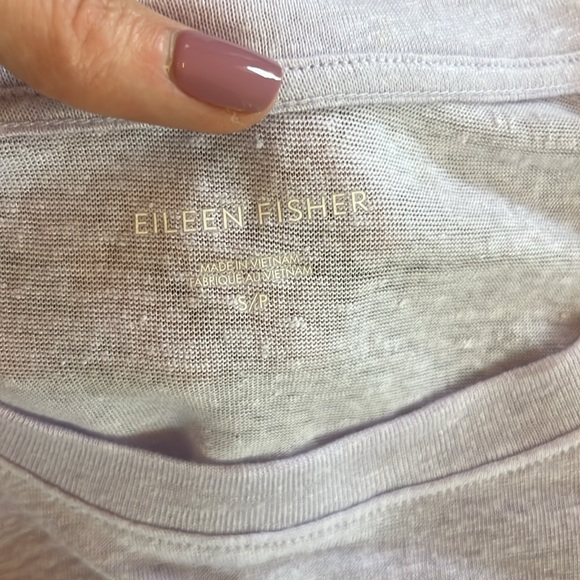 EILEEN FISHER
MADE IN VIETNAM
FABRIQUE AU VIETNAM
S/P